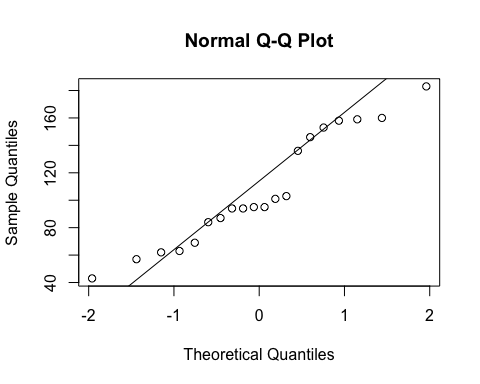 Normal Q-Q Plot
Sample Quantiles
160
120
80
40
-2 -1 0 1 2
Theoretical Quantiles